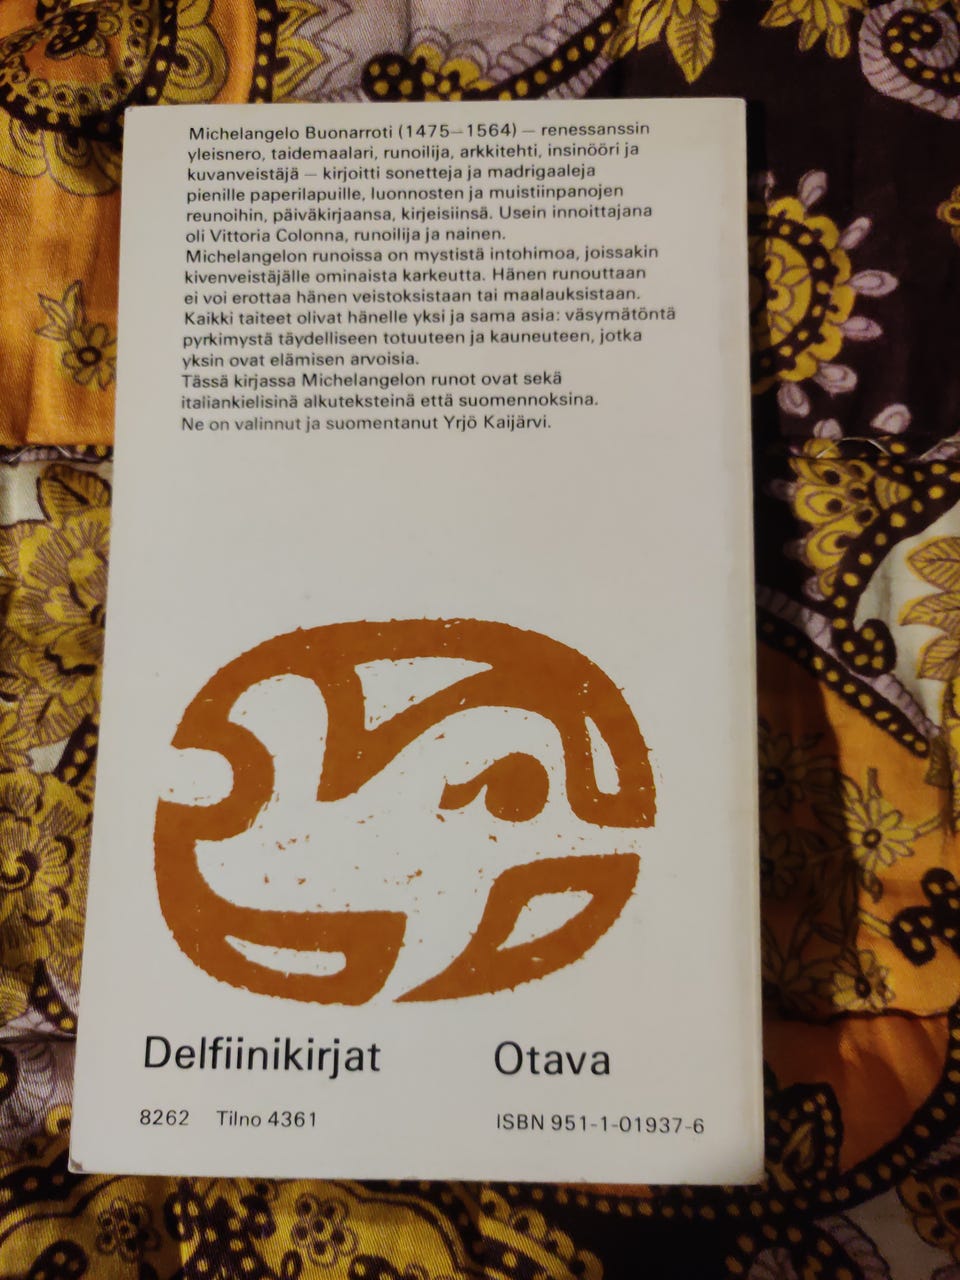 Michelangelo Buonarroti (1475—1564) — renessanssin
yleisnero, taidemaalari, runoilija, arkkitehti, insinööri ja
kuvanveistäjä — kirjoitti sonetteja ja madrigaaleja
pienille paperilapuille, luonnosten ja muistiinpanojen
reunoihin, päiväkirjaansa, kirjeisiinsä. Usein innoittajana
oli Vittoria Colonna, runoilija ja nainen.
Michelangelon runoissa on mystistä intohimoa, joissakin
kivenveistäjälle ominaista karkeutta. Hänen runouttaan
ei voi erottaa hänen veistoksistaan tai maalauksistaan.
Kaikki taiteet olivat hänelle yksi ja sama asia: väsymätöntä
pyrkimystä täydelliseen totuuteen ja kauneuteen, jotka
yksin ovat elämisen arvoisia.
Tässä kirjassa Michelangelon runot ovat sekä
italiankielisinä alkuteksteinä että suomennoksina.
Ne on valinnut ja suomentanut Yrjö Kaijärvi.
Delfiinikirjat Otava
8262 Tilno 4361 ISBN 951-1-01937-6